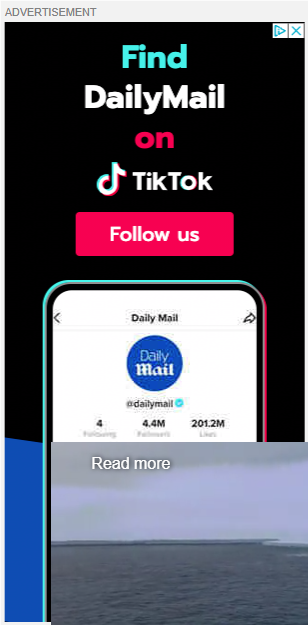 ADVERTISEMENT
Find
DailyMail
on
TikTok
Follow us
Daily Mail
Daily
Mail
@dailymail
4 4.4M 201.2M
Following Followers Likes
Read more